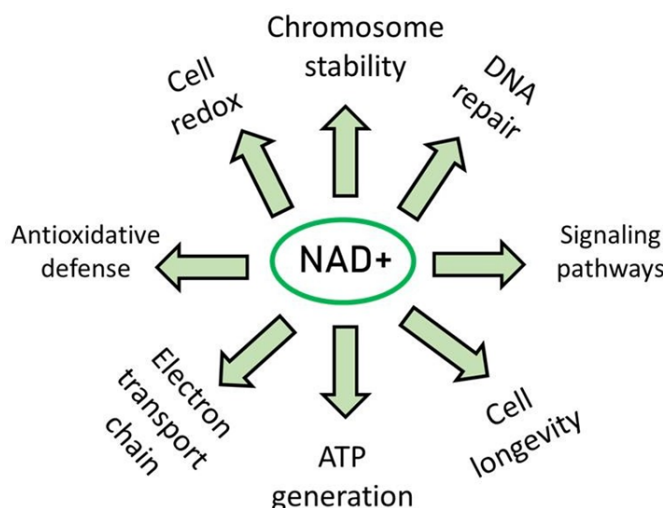 Chromosome
stability
Cell
redox
DNA
repair
Antioxidative
defense
NAD+
Signaling
pathways
Electron
transport
chain
ATP
generation
Cell
longevity